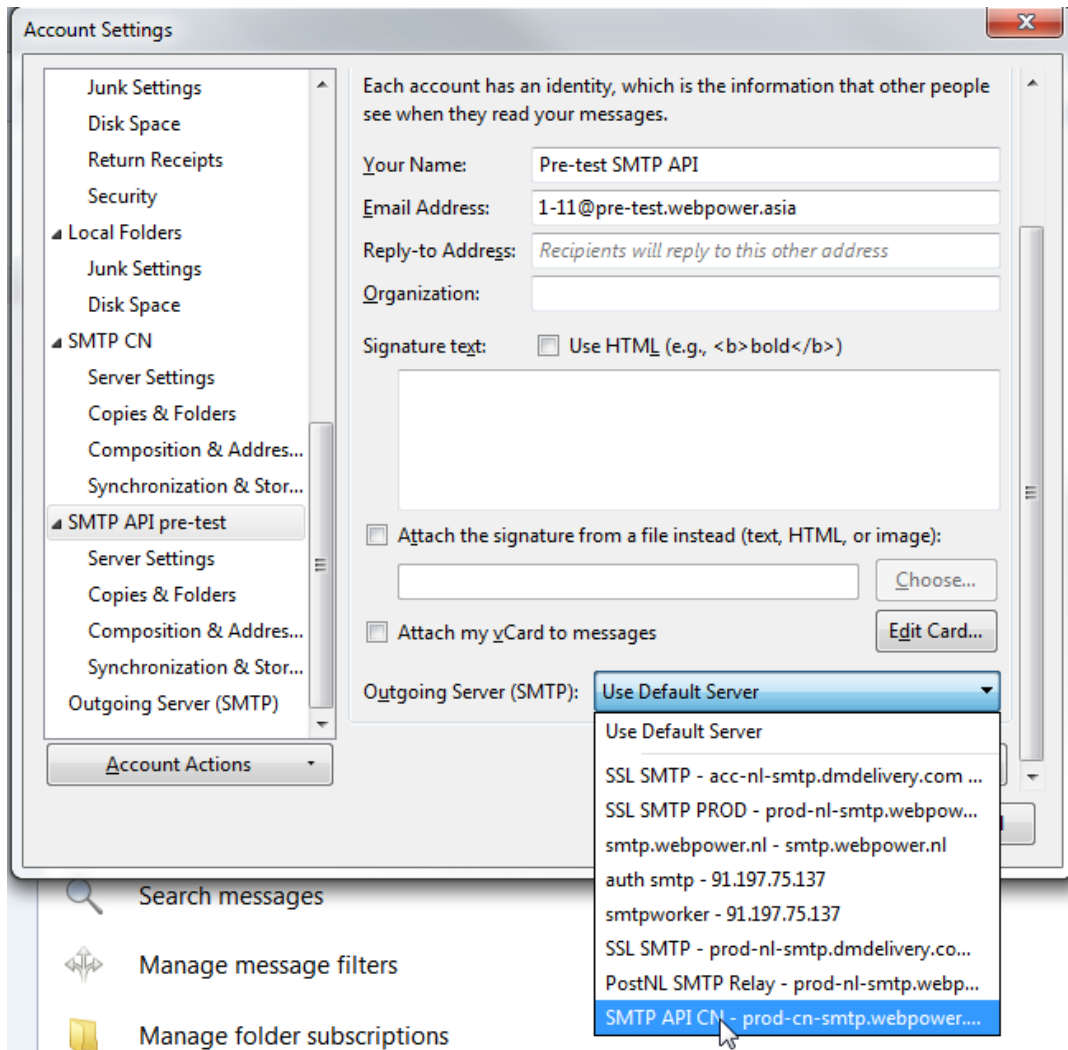 Account Settings
Junk Settings
Disk Space
Return Receipts
Security
Local Folders
Junk Settings
Disk Space
SMTP CN
Server Settings
Copies & Folders
Composition & Addres...
Synchronization & Stor...
SMTP API pre-test
Server Settings
Copies & Folders
Composition & Addres...
Synchronization & Stor...
Outgoing Server (SMTP)
Account Actions
Each account has an identity, which is the information that other people
see when they read your messages.
Your Name: Pre-test SMTP API
Email Address: 1-11@pre-test.webpower.asia
Reply-to Address: Recipients will reply to this other address
Organization:
Signature text: Use HTML (e.g., <b>bold</b>)
Attach the signature from a file instead (text, HTML, or image):
Choose...
Attach my vCard to messages Edit Card...
Outgoing Server (SMTP): Use Default Server
Use Default Server
SSL SMTP - acc-nl-smtp.dmdelivery.com ...
SSL SMTP PROD - prod-nl-smtp.webpow...
smtp.webpower.nl - smtp.webpower.nl
auth smtp - 91.197.75.137
smtpworker - 91.197.75.137
SSL SMTP - prod-nl-smtp.dmdelivery.co...
PostNL SMTP Relay - prod-nl-smtp.webp...
SMTP API CN - prod-cn-smtp.webpower....
Search messages
Manage message filters
Manage folder subscriptions